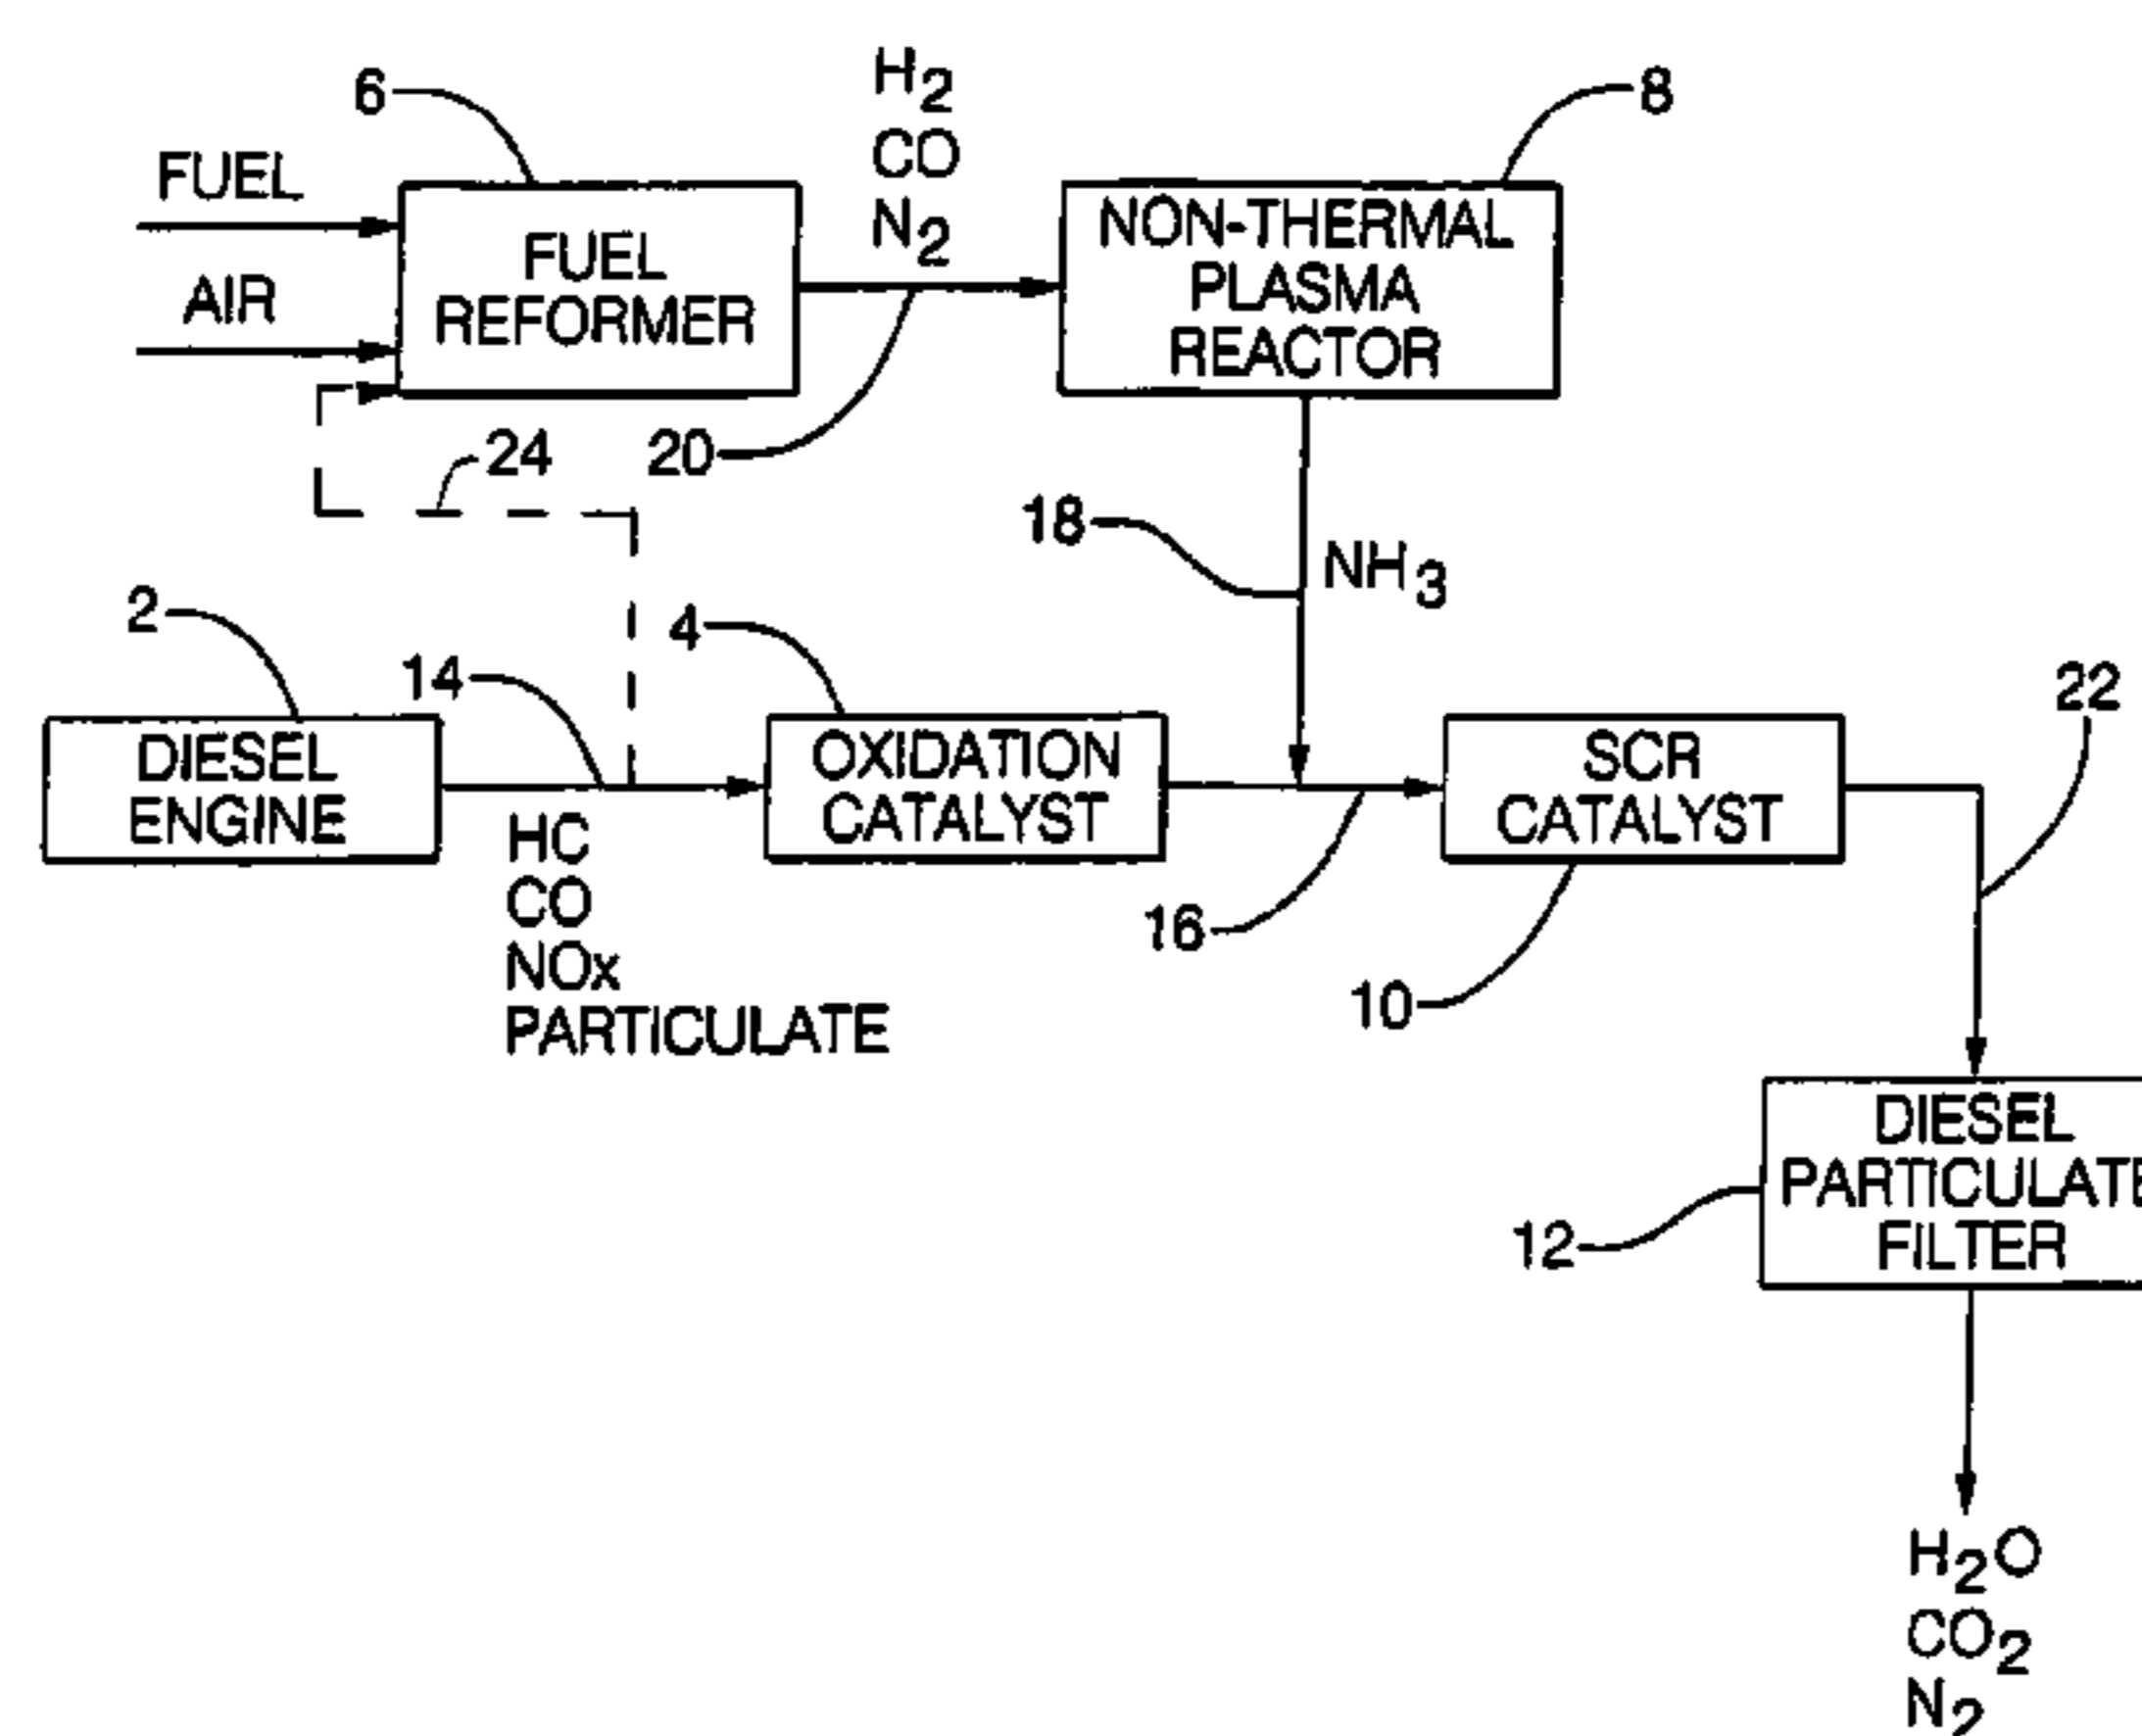 6
H2
CO
N2
8
FUEL
AIR
FUEL
REFORMER
NON-THERMAL
PLASMA
REACTOR
24
20
18
NH3
2
14
4
22
DIESEL
ENGINE
OXIDATION
CATALYST
SCR
CATALYST
HC
CO
NOx
PARTICULATE
16
10
DIESEL
PARTICULATE
FILTER
12
H2O
CO2
N2